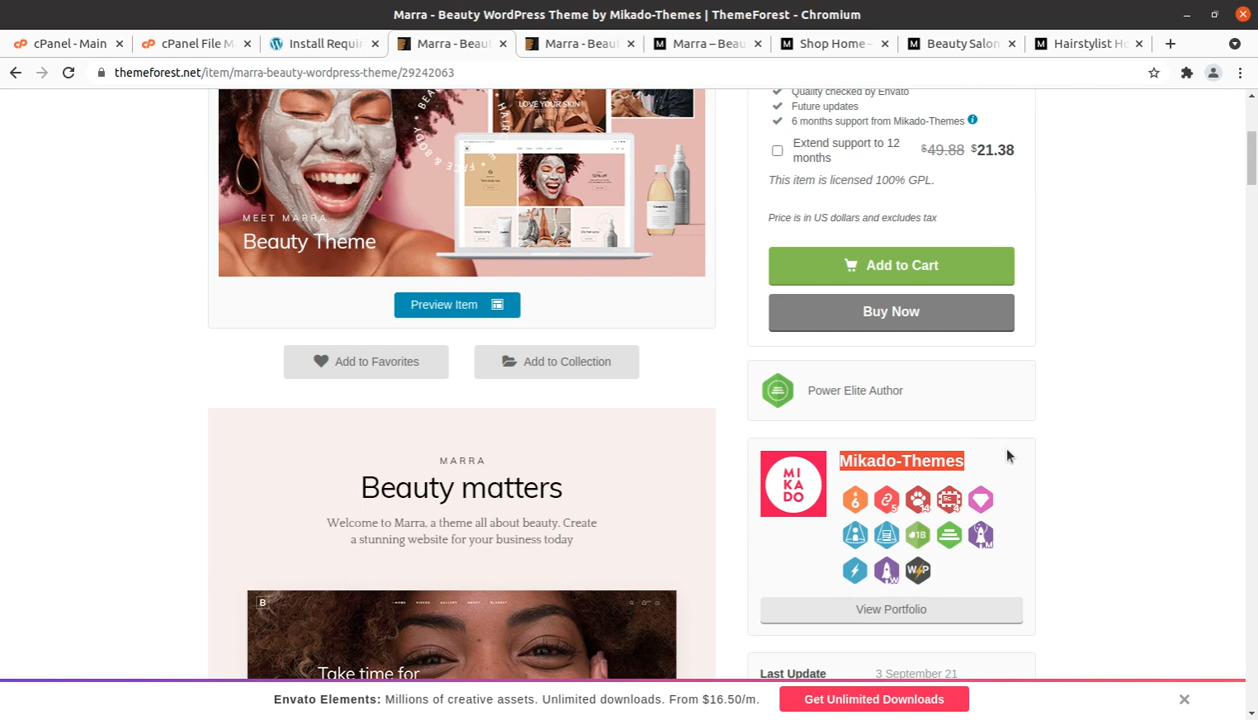 Marra - Beauty WordPress Theme by Mikado-Themes | ThemeForest - Chromium
cPanel - Main
cPanel File M
Install Requir
Marra - Beaut
Marra - Beaut
Marra – Beau
Shop Home –
Beauty Salon
Hairstylist Ho
themeforest.net/item/marra-beauty-wordpress-theme/29242063
LOVE YOUR SKIN
FACE & BODY
MEET MARRA
Beauty Theme
Preview Item
Add to Favorites
Add to Collection
MARRA
Beauty matters
Welcome to Marra, a theme all about beauty. Create
a stunning website for your business today
B
Take time for
Quality checked by Envato
Future updates
6 months support from Mikado-Themes
Extend support to 12
months
$49.88 $21.38
This item is licensed 100% GPL.
Price is in US dollars and excludes tax
Add to Cart
Buy Now
Power Elite Author
MI
KA
DO
Mikado-Themes
View Portfolio
Last Update 3 September 21
Envato Elements: Millions of creative assets. Unlimited downloads. From $16.50/m.
Get Unlimited Downloads